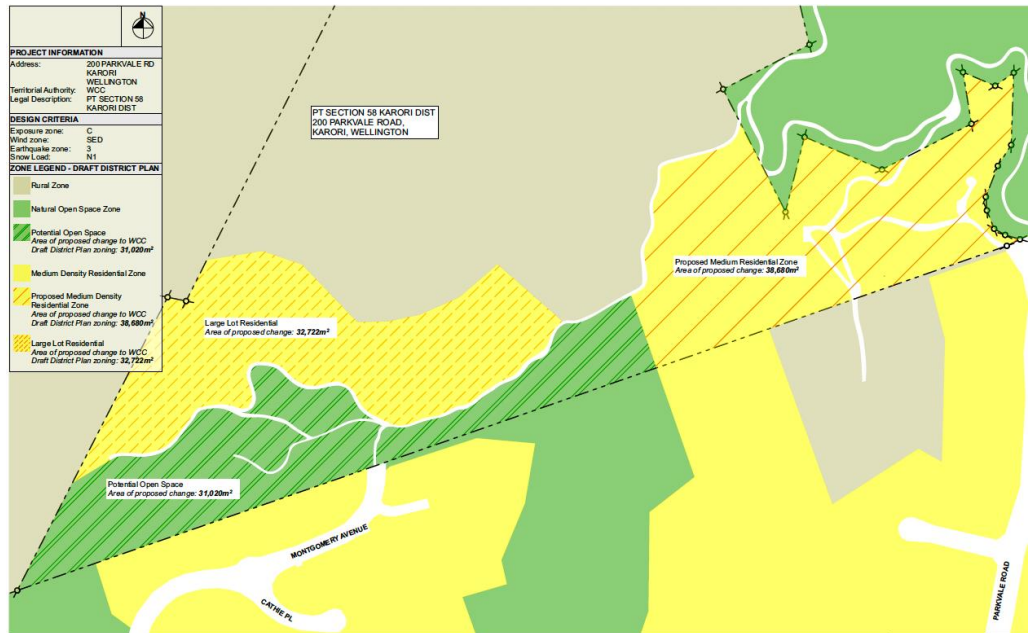 N
PROJECT INFORMATION
Address: 200 PARKVALE RD
KARORI
WELLINGTON
Territorial Authority: WCC
Legal Description: PT SECTION 58
KARORI DIST
DESIGN CRITERIA
Exposure zone: C
Wind zone: SED
Earthquake zone: 3
Snow Load: N1
ZONE LEGEND - DRAFT DISTRICT PLAN
Rural Zone
Natural Open Space Zone
Potential Open Space
Area of proposed change to WCC
Draft District Plan zoning: 31,020m²
Medium Density Residential Zone
Proposed Medium Density
Residential Zone
Area of proposed change to WCC
Draft District Plan zoning: 38,680m²
Large Lot Residential
Area of proposed change to WCC
Draft District Plan zoning: 32,722m²
PT SECTION 58 KARORI DIST
200 PARKVALE ROAD,
KARORI, WELLINGTON
Proposed Medium Residential Zone
Area of proposed change: 38,680m²
Large Lot Residential
Area of proposed change: 32,722m²
Potential Open Space
Area of proposed change: 31,020m²
MONTGOMERY AVENUE
CATHIE PL
PARKVALE ROAD